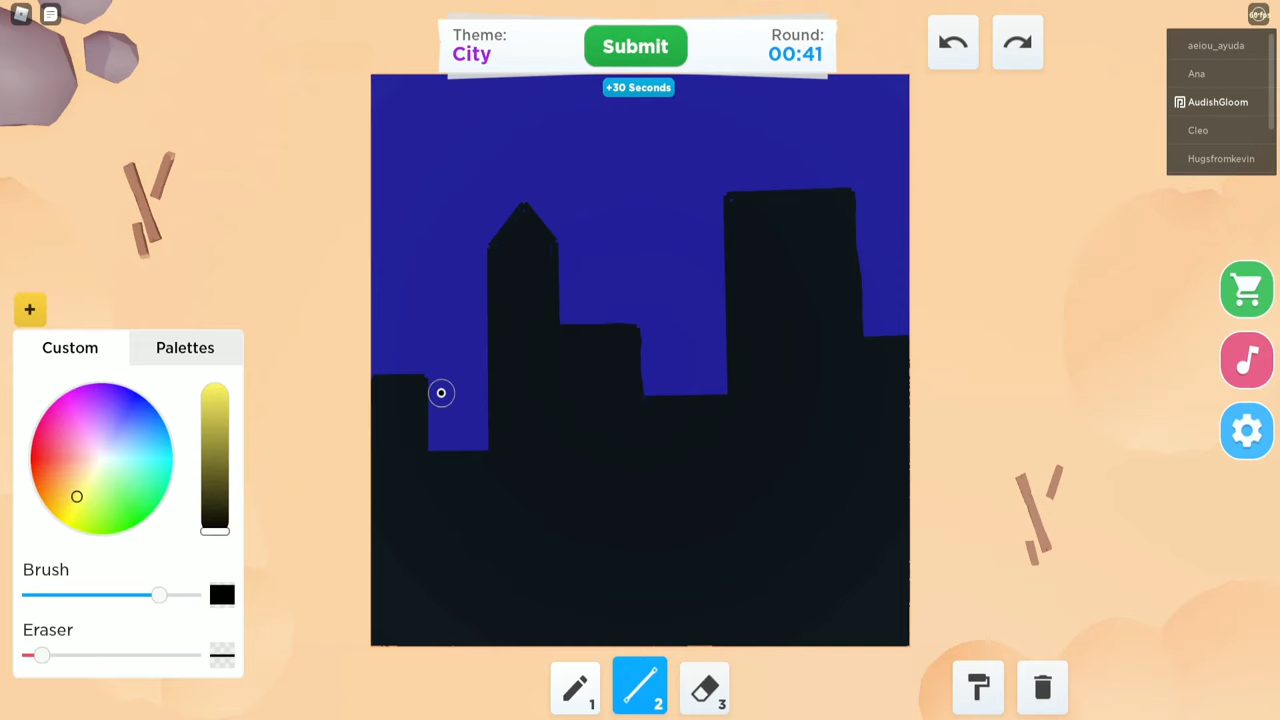 Theme:
City
Submit
Round:
00:41
+30 Seconds
aeiou_ayuda
Ana
AudishGloom
Cleo
Hugsfromkevin
+
Custom
Palettes
Brush
Eraser
1
2
3